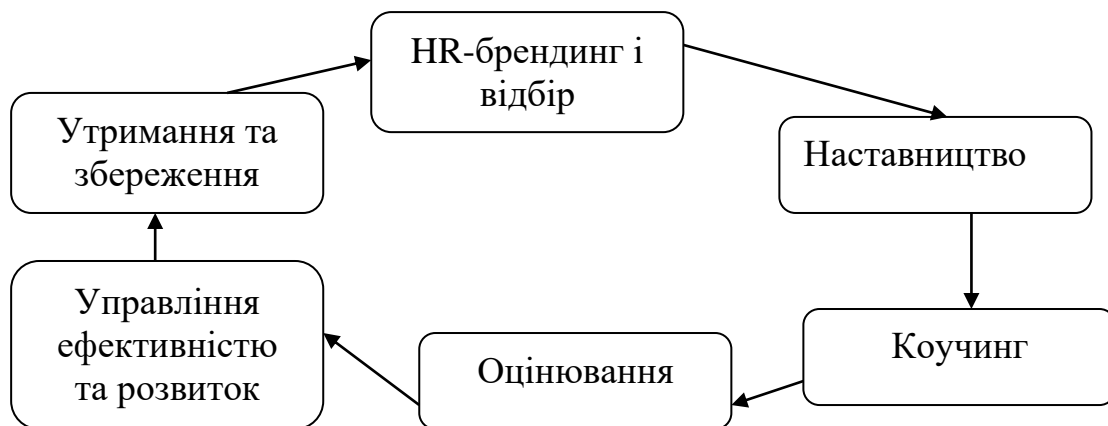 HR-брендинг і
відбір
Наставництво
Коучинг
Оцінювання
Управління
ефективністю
та розвиток
Утримання та
збереження